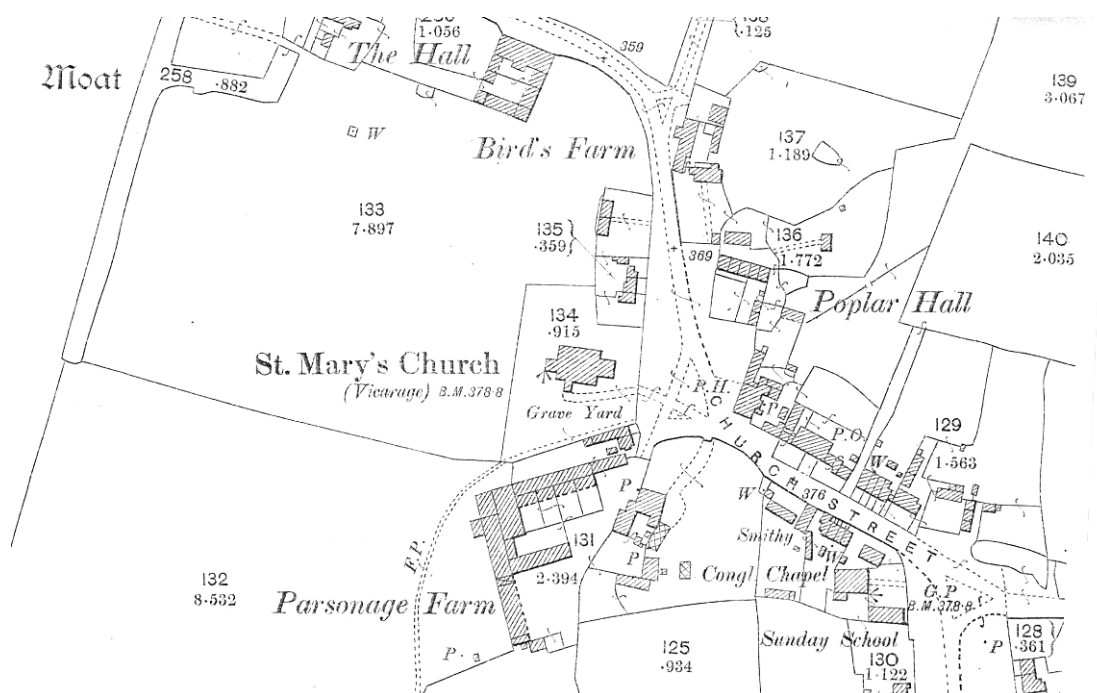 1·056
The Hall
359
·125
Moat
258
·882
139
3·067
W
Bird's Farm
137
1·189
133
7·897
135
·359
136
1·772
369
140
2·035
Poplar Hall
134
·915
St. Mary's Church
(Vicarage) B.M.378·8
Grave Yard
P.H.
P
CHURCH STREET
P.O.
129
1·563
W
376
W
P
Smithy
W
F.P.
131
2·394
P
132
8·532
Parsonage Farm
Congl. Chapel
G.P
B.M.378·8
Sunday School
P
125
·934
130
1·122
128
·361
P